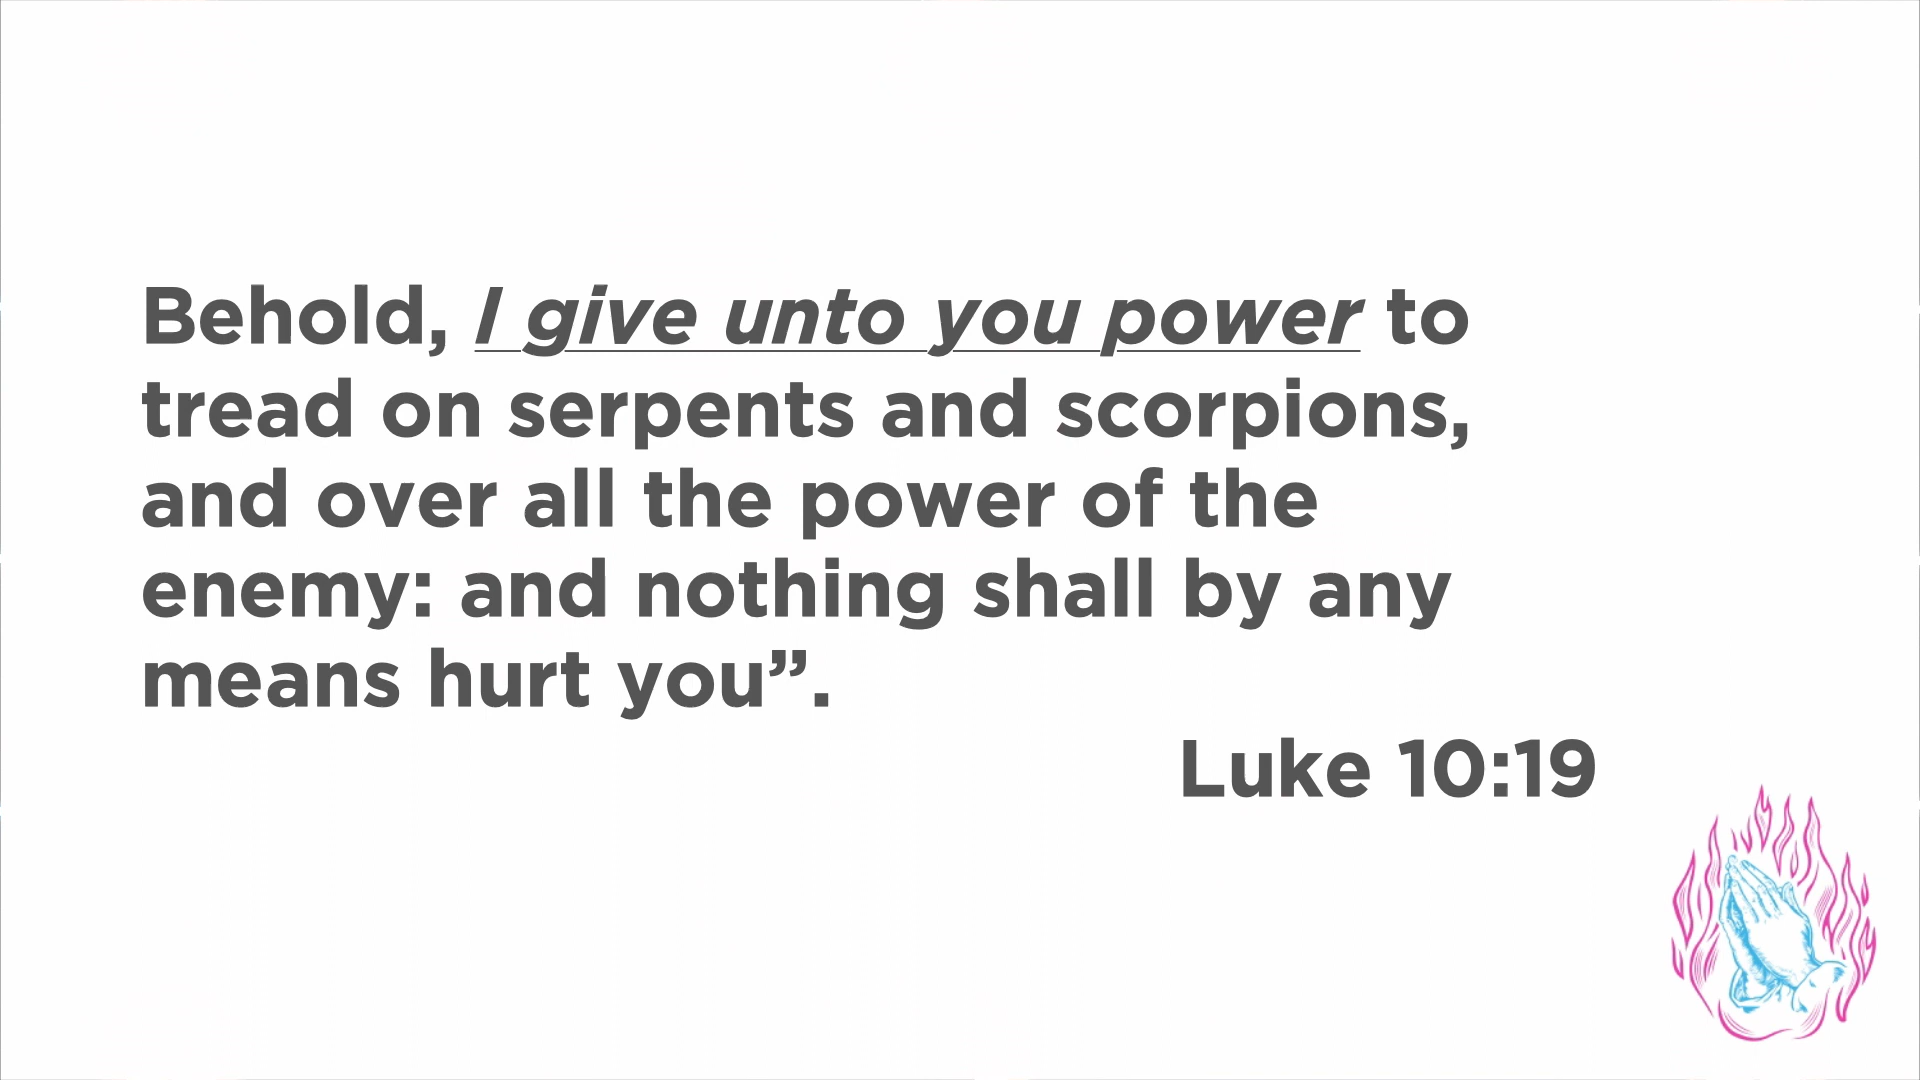 Behold, I give unto you power to
tread on serpents and scorpions,
and over all the power of the
enemy: and nothing shall by any
means hurt you”.
Luke 10:19